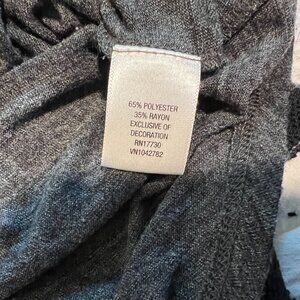 65% POLYESTER
35% RAYON
EXCLUSIVE OF
DECORATION
RN17730
VN1042782